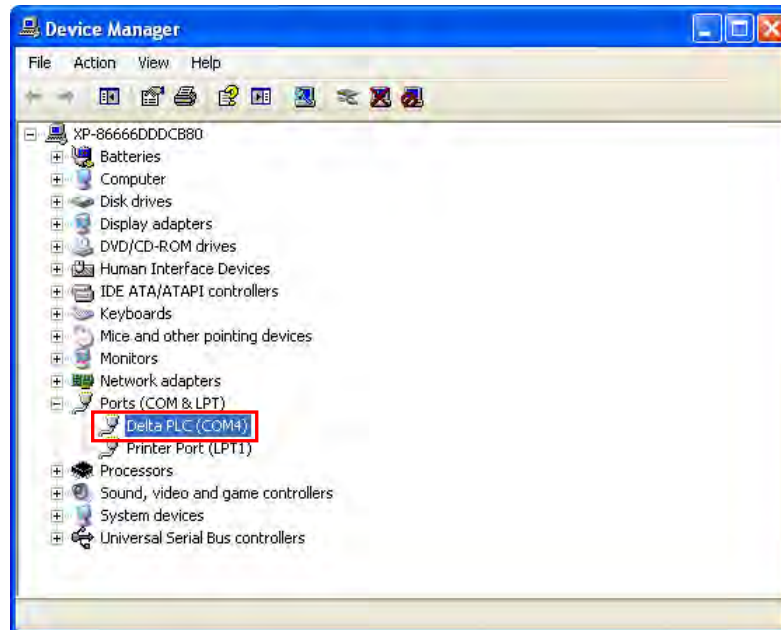 Device Manager
File Action View Help
XP-86666DDDCB80
Batteries
Computer
Disk drives
Display adapters
DVD/CD-ROM drives
Human Interface Devices
IDE ATA/ATAPI controllers
Keyboards
Mice and other pointing devices
Monitors
Network adapters
Ports (COM & LPT)
Delta PLC (COM4)
Printer Port (LPT1)
Processors
Sound, video and game controllers
System devices
Universal Serial Bus controllers